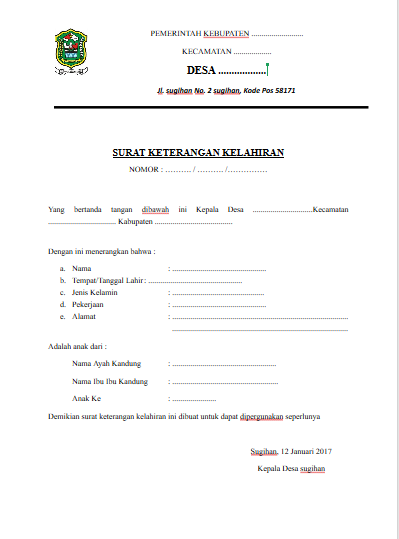 PEMERINTAH KEBUPATEN ............................
KECAMATAN ....................
DESA ..................
Jl. sugihan No. 2 sugihan, Kode Pos 58171
SURAT KETERANGAN KELAHIRAN
NOMOR : .......... / .......... /...............
Yang bertanda tangan dibawah ini Kepala Desa ................................Kecamatan
.................................... Kabupaten .........................................
Dengan ini menerangkan bahwa :
a. Nama : ..................................................
b. Tempat/Tanggal Lahir: ..................................................
c. Jenis Kelamin : .................................................
d. Pekerjaan : ..................................................
e. Alamat : ..............................................................................................
..............................................................................................
Adalah anak dari :
Nama Ayah Kandung : ........................................................
Nama Ibu Ibu Kandung : .........................................................
Anak Ke : .......................
Demikian surat keterangan kelahiran ini dibuat untuk dapat dipergunakan seperlunya
Sugihan, 12 Januari 2017
Kepala Desa sugihan